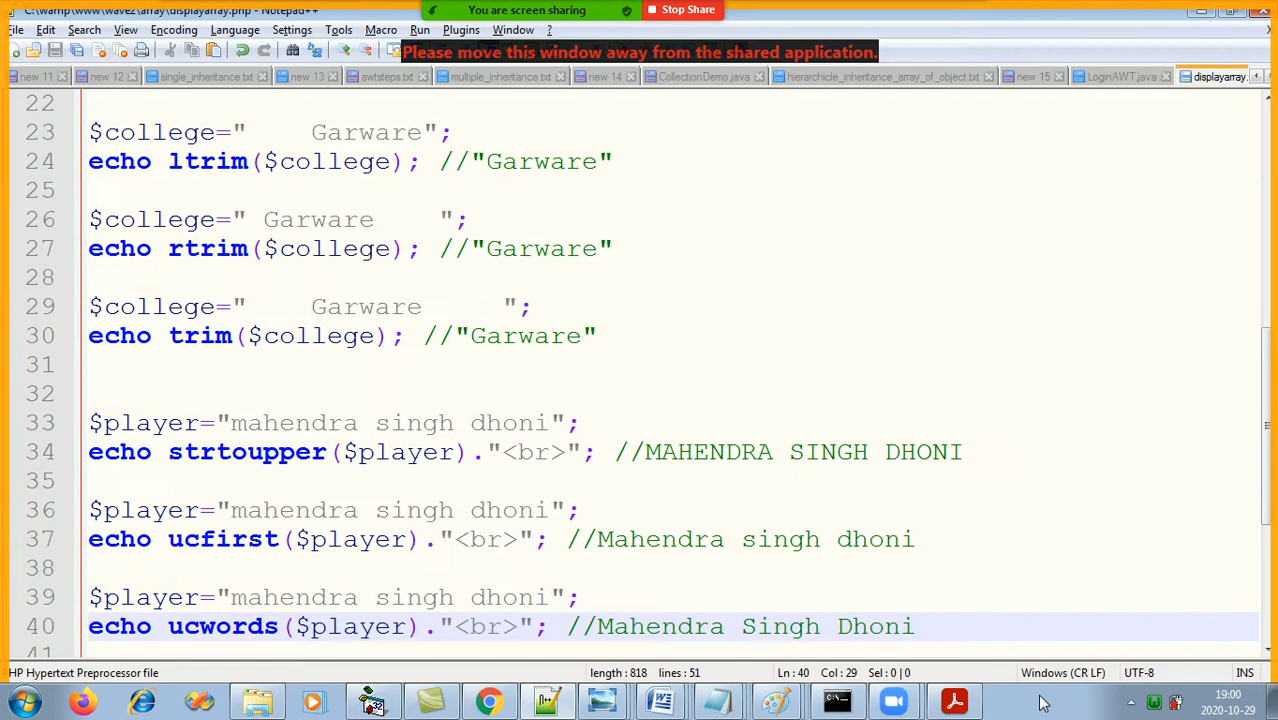 C:\wamp\www\wave2\array\displayarray.php - Notepad++
You are screen sharing
Stop Share
File Edit Search View Encoding Language Settings Tools Macro Run Plugins Window ?
Please move this window away from the shared application.
new 11 new 12 single_inheritance.txt new 13 awtsteps.txt multiple_inheritance.txt new 14 CollectionDemo.java hierarchicle_inheritance_array_of_object.txt new 15 LoginAWT.java displayarray.
22
23 $college="    Garware";
24 echo ltrim($college); //"Garware"
25
26 $college=" Garware    ";
27 echo rtrim($college); //"Garware"
28
29 $college="    Garware     ";
30 echo trim($college); //"Garware"
31
32
33 $player="mahendra singh dhoni";
34 echo strtoupper($player)."<br>"; //MAHENDRA SINGH DHONI
35
36 $player="mahendra singh dhoni";
37 echo ucfirst($player)."<br>"; //Mahendra singh dhoni
38
39 $player="mahendra singh dhoni";
40 echo ucwords($player)."<br>"; //Mahendra Singh Dhoni
41
PHP Hypertext Preprocessor file length : 818 lines : 51 Ln : 40 Col : 29 Sel : 0 | 0 Windows (CR LF) UTF-8 INS
19:00
2020-10-29